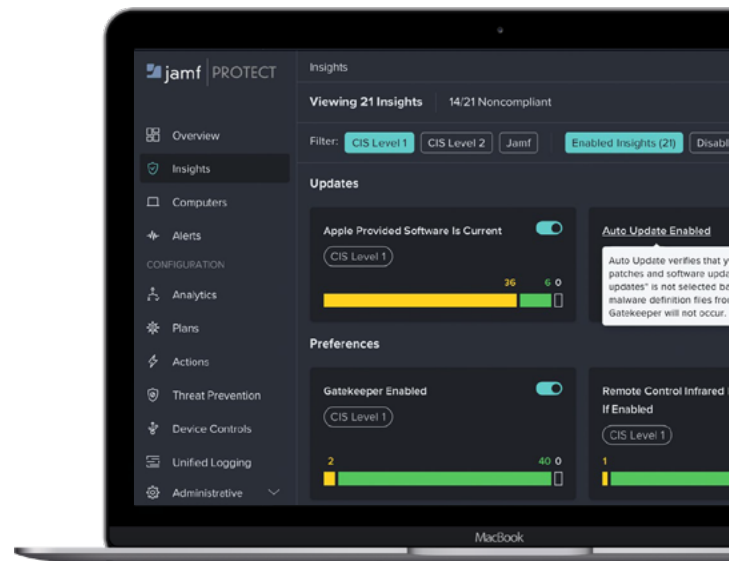 jamf PROTECT
Overview
Insights
Computers
Alerts
CONFIGURATION
Analytics
Plans
Actions
Threat Prevention
Device Controls
Unified Logging
Administrative
Insights
Viewing 21 Insights 14/21 Noncompliant
Filter: CIS Level 1 CIS Level 2 Jamf Enabled Insights (21) Disabl
Updates
Apple Provided Software Is Current
CIS Level 1
36 6 0
Auto Update Enabled
Auto Update verifies that y
patches and software upda
updates" is not selected ba
malware definition files fro
Gatekeeper will not occur.
Preferences
Gatekeeper Enabled
CIS Level 1
2 40 0
Remote Control Infrared
If Enabled
CIS Level 1
1
MacBook